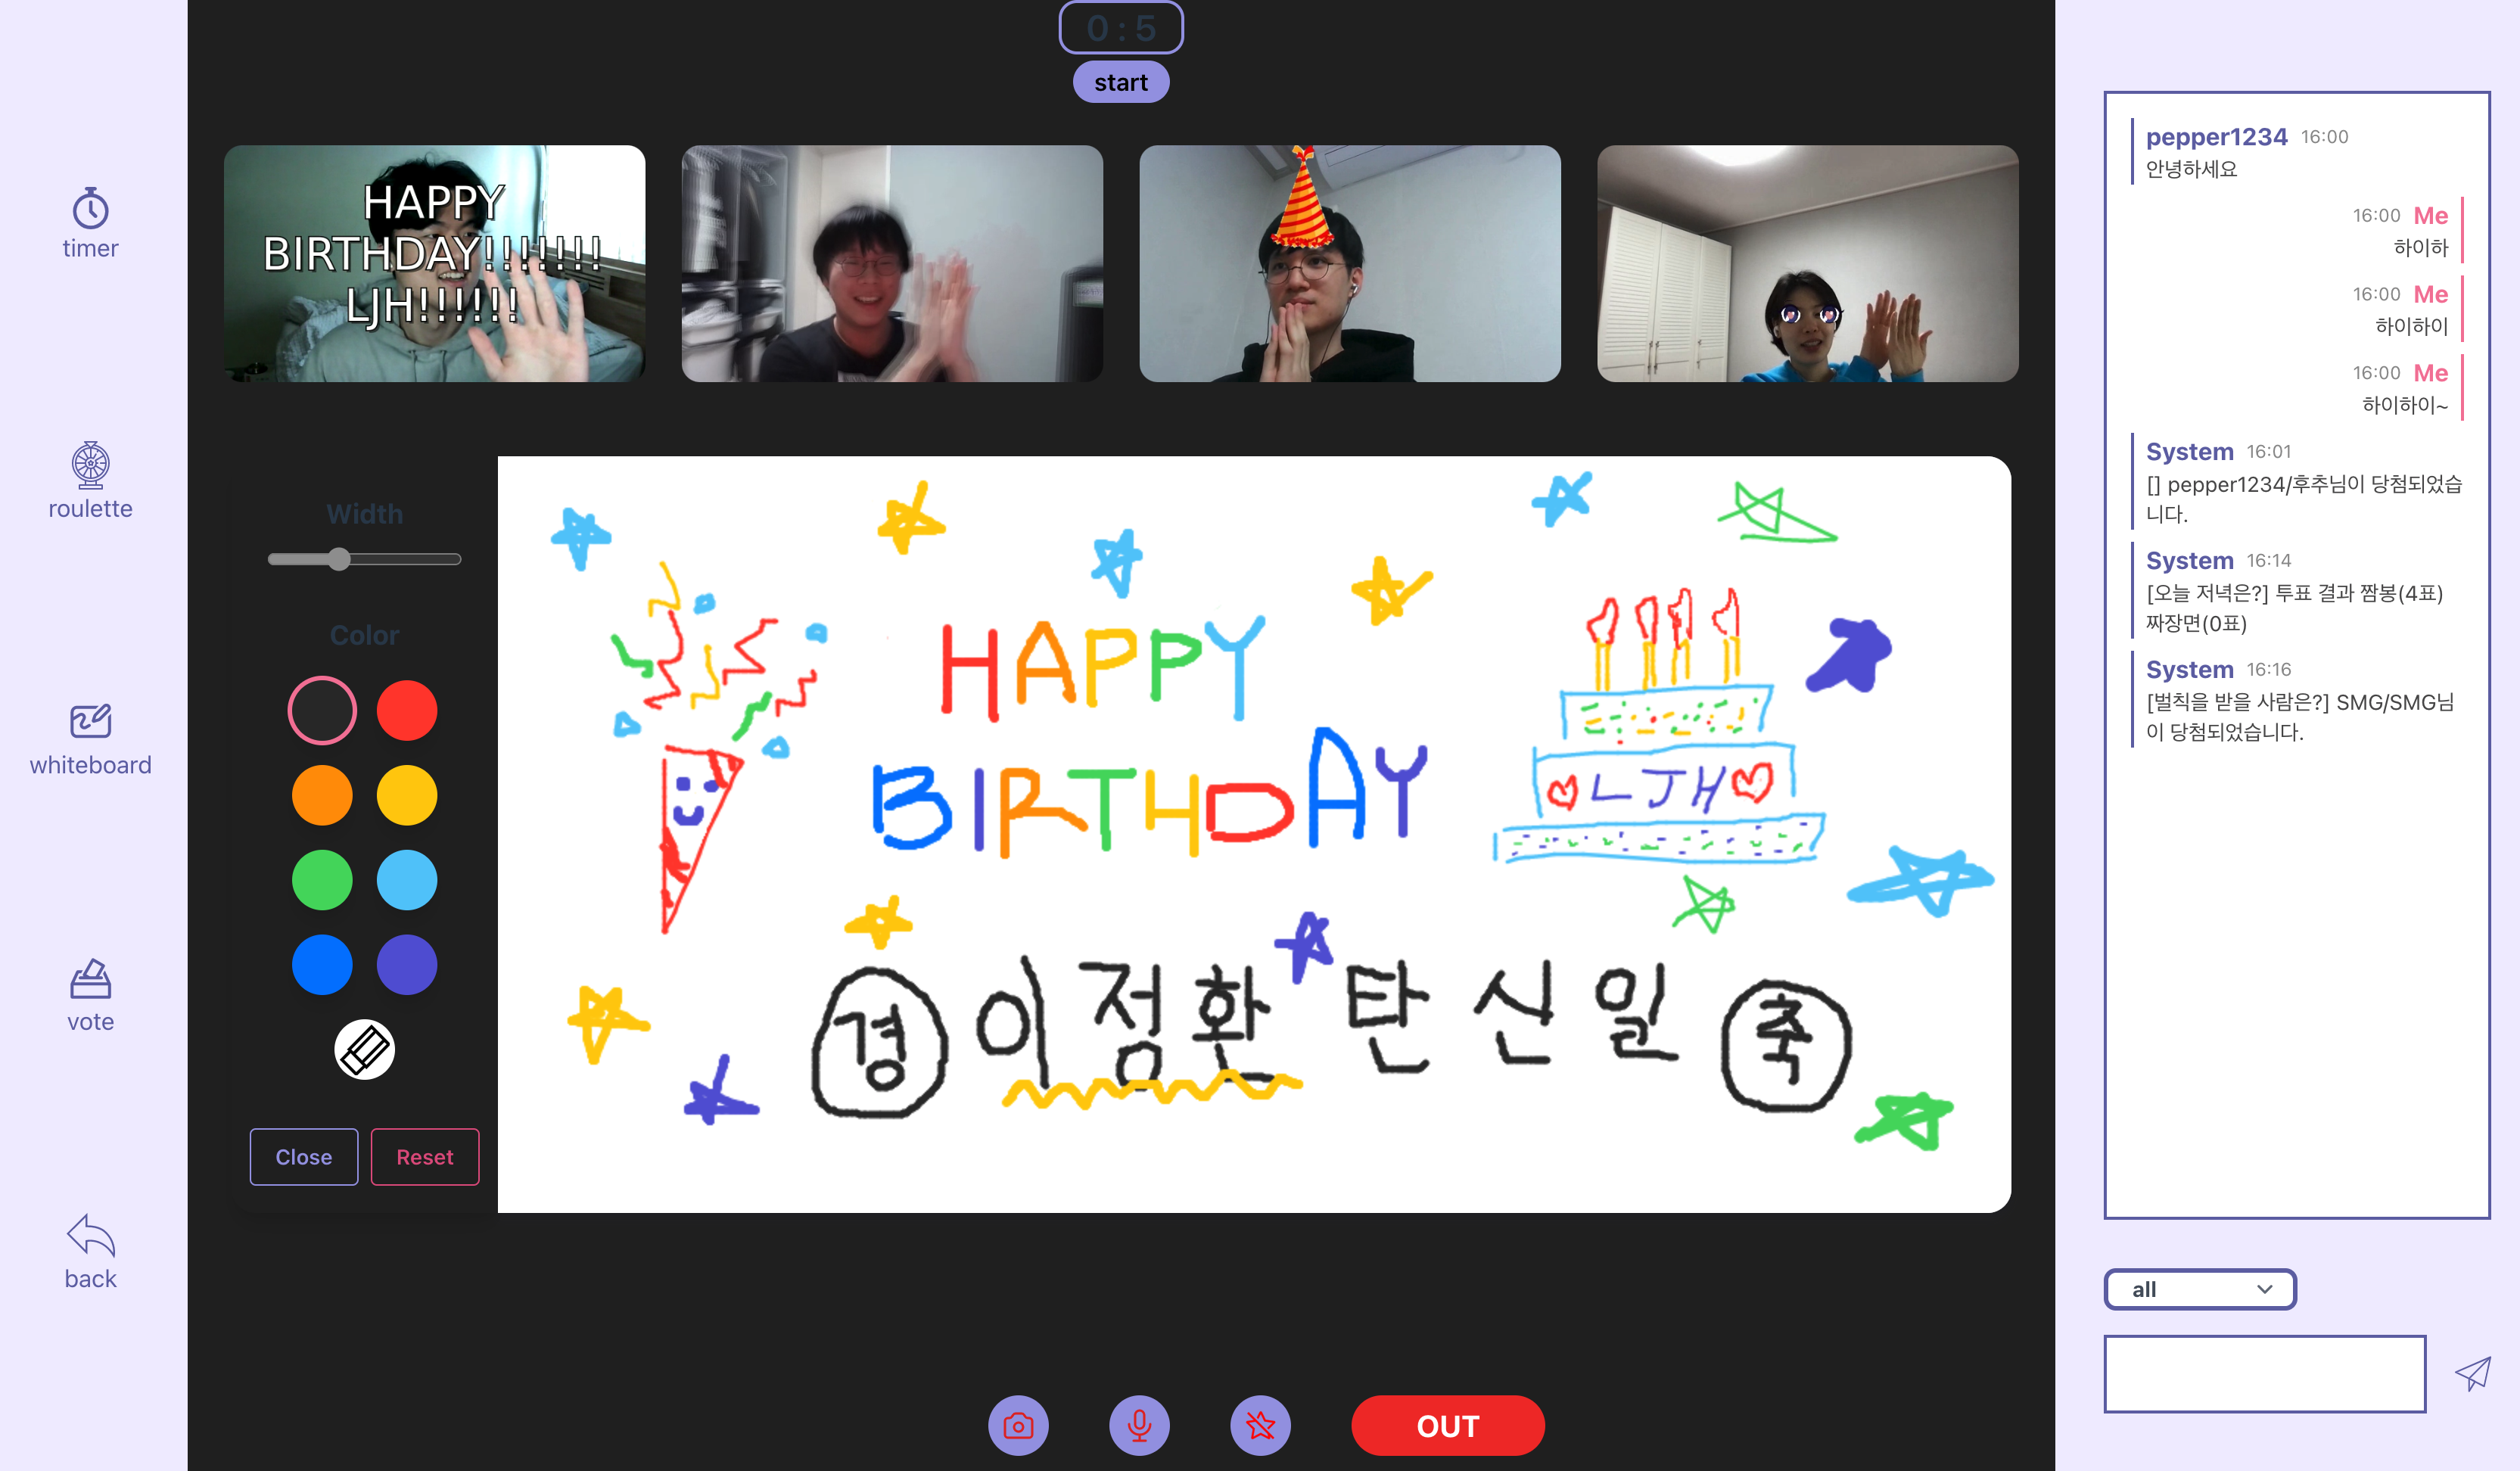 0 : 5
start
timer
roulette
whiteboard
vote
back
HAPPY
BIRTHDAY!!!!!!!
LJH!!!!!!
Width
Color
Close
Reset
HAPPY
BIRTHDAY
LJH
경 이정환 탄신일 축
OUT
pepper1234 16:00
안녕하세요
16:00 Me
하이하
16:00 Me
하이하이
16:00 Me
하이하이~
System 16:01
[] pepper1234/후추님이 당첨되었습
니다.
System 16:14
[오늘 저녁은?] 투표 결과 짬봉(4표)
짜장면(0표)
System 16:16
[벌칙을 받을 사람은?] SMG/SMG님
이 당첨되었습니다.
all